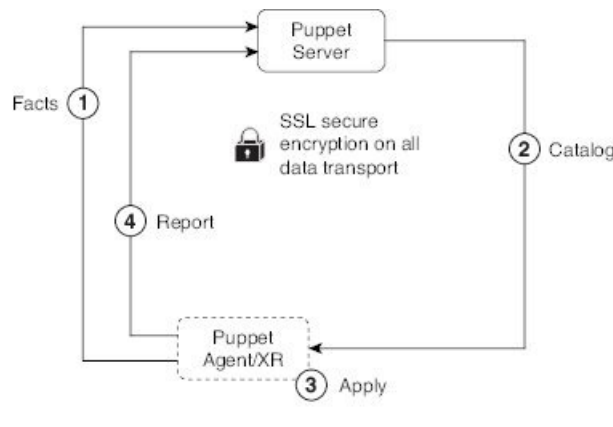 Puppet
Server
Facts 1
SSL secure
encryption on all
data transport
2 Catalog
4 Report
Puppet
Agent/XR
3 Apply